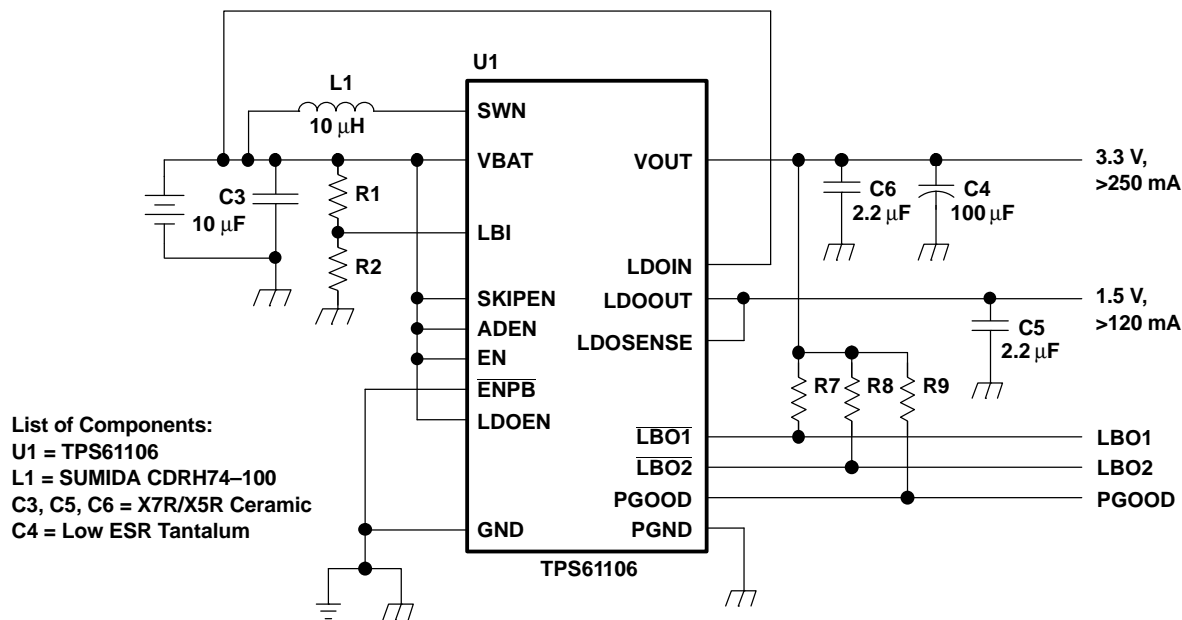 U1
L1
10 µH
SWN
VBAT
VOUT
3.3 V,
>250 mA
C3
10 µF
R1
C6
2.2 µF
C4
100 µF
LBI
R2
LDOIN
SKIPEN
LDOOUT
1.5 V,
>120 mA
ADEN
LDOSENSE
C5
2.2 µF
EN
ENPB
R7
R8
R9
LDOEN
List of Components:
U1 = TPS61106
L1 = SUMIDA CDRH74–100
C3, C5, C6 = X7R/X5R Ceramic
C4 = Low ESR Tantalum
LBO1
LBO1
LBO2
LBO2
PGOOD
PGOOD
GND
PGND
TPS61106